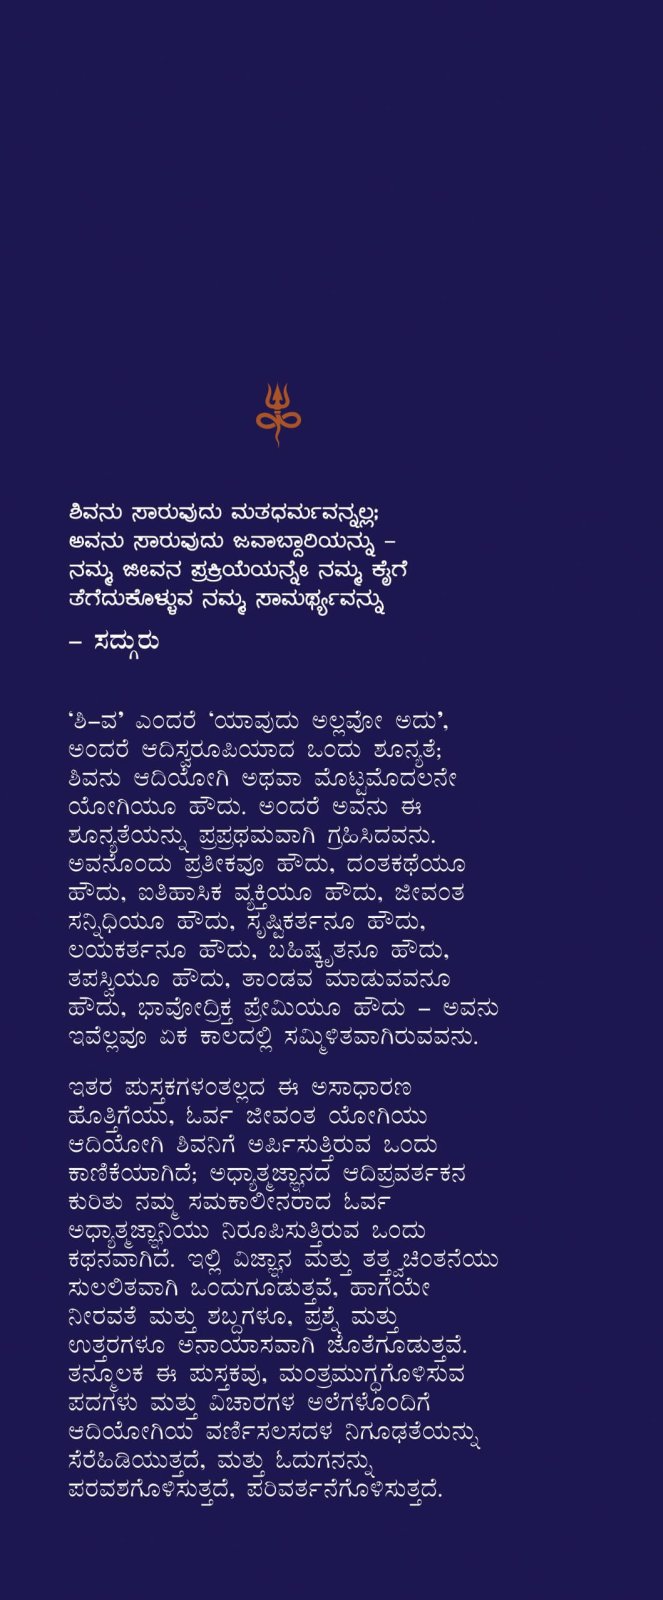 ಶಿವನು ಸಾರುವುದು ಮತಧರ್ಮವನ್ನಲ್ಲ;
ಅವನು ಸಾರುವುದು ಜವಾಬ್ದಾರಿಯನ್ನು –
ನಮ್ಮ ಜೀವನ ಪ್ರಕ್ರಿಯೆಯನ್ನೇ ನಮ್ಮ ಕೈಗೆ
ತೆಗೆದುಕೊಳ್ಳುವ ನಮ್ಮ ಸಾಮರ್ಥ್ಯವನ್ನು
– ಸದ್ಗುರು
‘ಶಿ–ವ’ ಎಂದರೆ ‘ಯಾವುದು ಅಲ್ಲವೋ ಅದು’,
ಅಂದರೆ ಆದಿಸ್ವರೂಪಿಯಾದ ಒಂದು ಶೂನ್ಯತೆ;
ಶಿವನು ಆದಿಯೋಗಿ ಅಥವಾ ಮೊಟ್ಟಮೊದಲನೇ
ಯೋಗಿಯೂ ಹೌದು. ಅಂದರೆ ಅವನು ಈ
ಶೂನ್ಯತೆಯನ್ನು ಪ್ರಪ್ರಥಮವಾಗಿ ಗ್ರಹಿಸಿದವನು.
ಅವನೊಂದು ಪ್ರತೀಕವೂ ಹೌದು, ದಂತಕಥೆಯೂ
ಹೌದು, ಐತಿಹಾಸಿಕ ವ್ಯಕ್ತಿಯೂ ಹೌದು, ಜೀವಂತ
ಸನ್ನಿಧಿಯೂ ಹೌದು, ಸೃಷ್ಟಿಕರ್ತನೂ ಹೌದು,
ಲಯಕರ್ತನೂ ಹೌದು, ಬಹಿಷ್ಕೃತನೂ ಹೌದು,
ತಪಸ್ವಿಯೂ ಹೌದು, ತಾಂಡವ ಮಾಡುವವನೂ
ಹೌದು, ಭಾವೋದ್ರಿಕ್ತ ಪ್ರೇಮಿಯೂ ಹೌದು – ಅವನು
ಇವೆಲ್ಲವೂ ಏಕ ಕಾಲದಲ್ಲಿ ಸಮ್ಮಿಳಿತವಾಗಿರುವವನು.
ಇತರ ಪುಸ್ತಕಗಳಂತಲ್ಲದ ಈ ಅಸಾಧಾರಣ
ಹೊತ್ತಿಗೆಯು, ಓರ್ವ ಜೀವಂತ ಯೋಗಿಯು
ಆದಿಯೋಗಿ ಶಿವನಿಗೆ ಅರ್ಪಿಸುತ್ತಿರುವ ಒಂದು
ಕಾಣಿಕೆಯಾಗಿದೆ; ಅಧ್ಯಾತ್ಮಜ್ಞಾನದ ಆದಿಪ್ರವರ್ತಕನ
ಕುರಿತು ನಮ್ಮ ಸಮಕಾಲೀನರಾದ ಓರ್ವ
ಅಧ್ಯಾತ್ಮಜ್ಞಾನಿಯು ನಿರೂಪಿಸುತ್ತಿರುವ ಒಂದು
ಕಥನವಾಗಿದೆ. ಇಲ್ಲಿ ವಿಜ್ಞಾನ ಮತ್ತು ತತ್ತ್ವಚಿಂತನೆಯು
ಸುಲಲಿತವಾಗಿ ಒಂದುಗೂಡುತ್ತವೆ, ಹಾಗೆಯೇ
ನೀರವತೆ ಮತ್ತು ಶಬ್ದಗಳೂ, ಪ್ರಶ್ನೆ ಮತ್ತು
ಉತ್ತರಗಳೂ ಅನಾಯಾಸವಾಗಿ ಜೊತೆಗೂಡುತ್ತವೆ.
ತನ್ಮೂಲಕ ಈ ಪುಸ್ತಕವು, ಮಂತ್ರಮುಗ್ಧಗೊಳಿಸುವ
ಪದಗಳು ಮತ್ತು ವಿಚಾರಗಳ ಅಲೆಗಳೊಂದಿಗೆ
ಆದಿಯೋಗಿಯ ವರ್ಣಿಸಲಸದಳ ನಿಗೂಢತೆಯನ್ನು
ಸೆರೆಹಿಡಿಯುತ್ತದೆ, ಮತ್ತು ಓದುಗನನ್ನು
ಪರವಶಗೊಳಿಸುತ್ತದೆ, ಪರಿವರ್ತನೆಗೊಳಿಸುತ್ತದೆ.